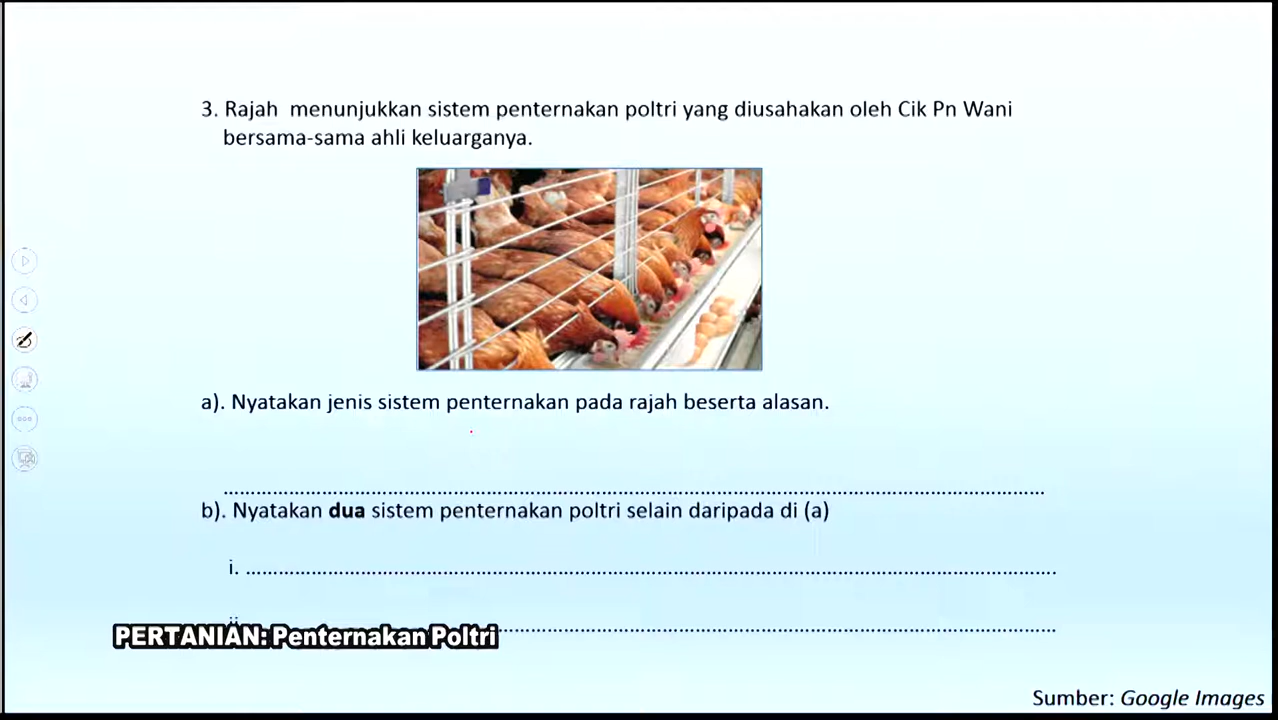 3. Rajah menunjukkan sistem penternakan poltri yang diusahakan oleh Cik Pn Wani
bersama-sama ahli keluarganya.
a). Nyatakan jenis sistem penternakan pada rajah beserta alasan.
...............................................................................
b). Nyatakan dua sistem penternakan poltri selain daripada di (a)
i. ...............................................................................
...............................................................................
PERTANIAN: Penternakan Poltri
Sumber: Google Images